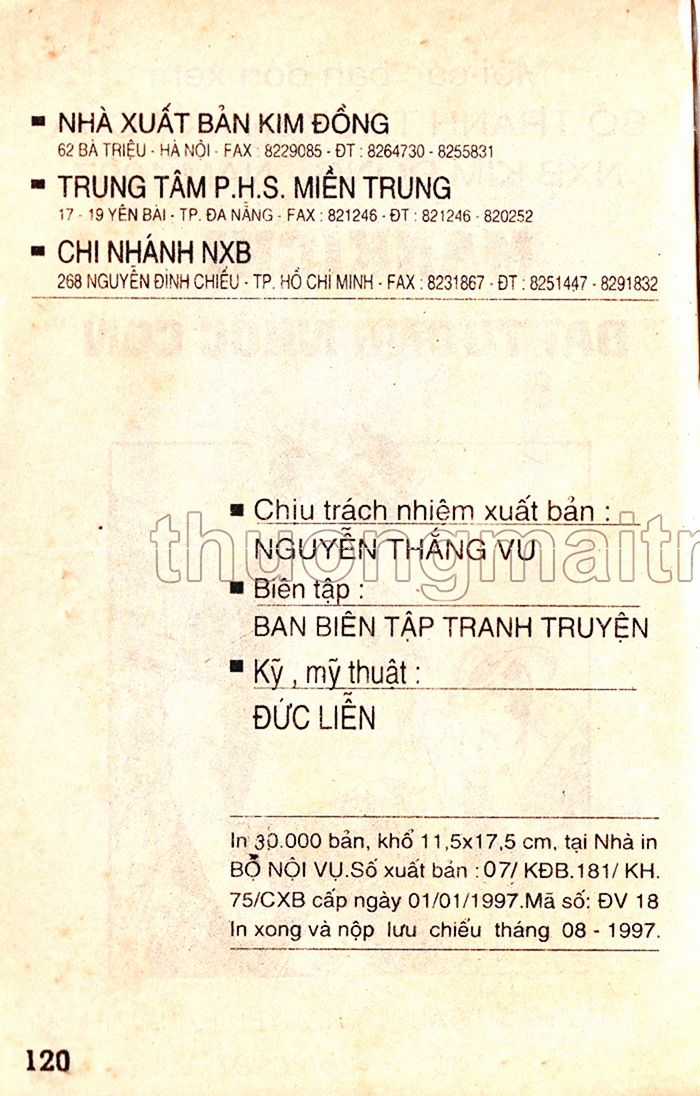 NHÀ XUẤT BẢN KIM ĐỒNG
62 BÀ TRIỆU - HÀ NỘI - FAX : 8229085 - ĐT : 8264730 - 8255831
TRUNG TÂM P.H.S. MIỀN TRUNG
17 - 19 YÊN BÀI - TP. ĐA NẴNG - FAX : 821246 - ĐT : 821246 - 820252
CHI NHÁNH NXB
268 NGUYỄN ĐÌNH CHIỂU - TP. HỒ CHÍ MINH - FAX : 8231867 - ĐT : 8251447 - 8291832
Chịu trách nhiệm xuất bản :
thuongmaitr
NGUYỄN THẮNG VU
Biên tập :
BAN BIÊN TẬP TRANH TRUYỆN
Kỹ , mỹ thuật :
ĐỨC LIỄN
In 30.000 bản, khổ 11,5x17,5 cm, tại Nhà in
BỘ NỘI VỤ.Số xuất bản : 07/ KĐB.181/ KH.
75/CXB cấp ngày 01/01/1997.Mã số: ĐV 18
In xong và nộp lưu chiểu tháng 08 - 1997.
120